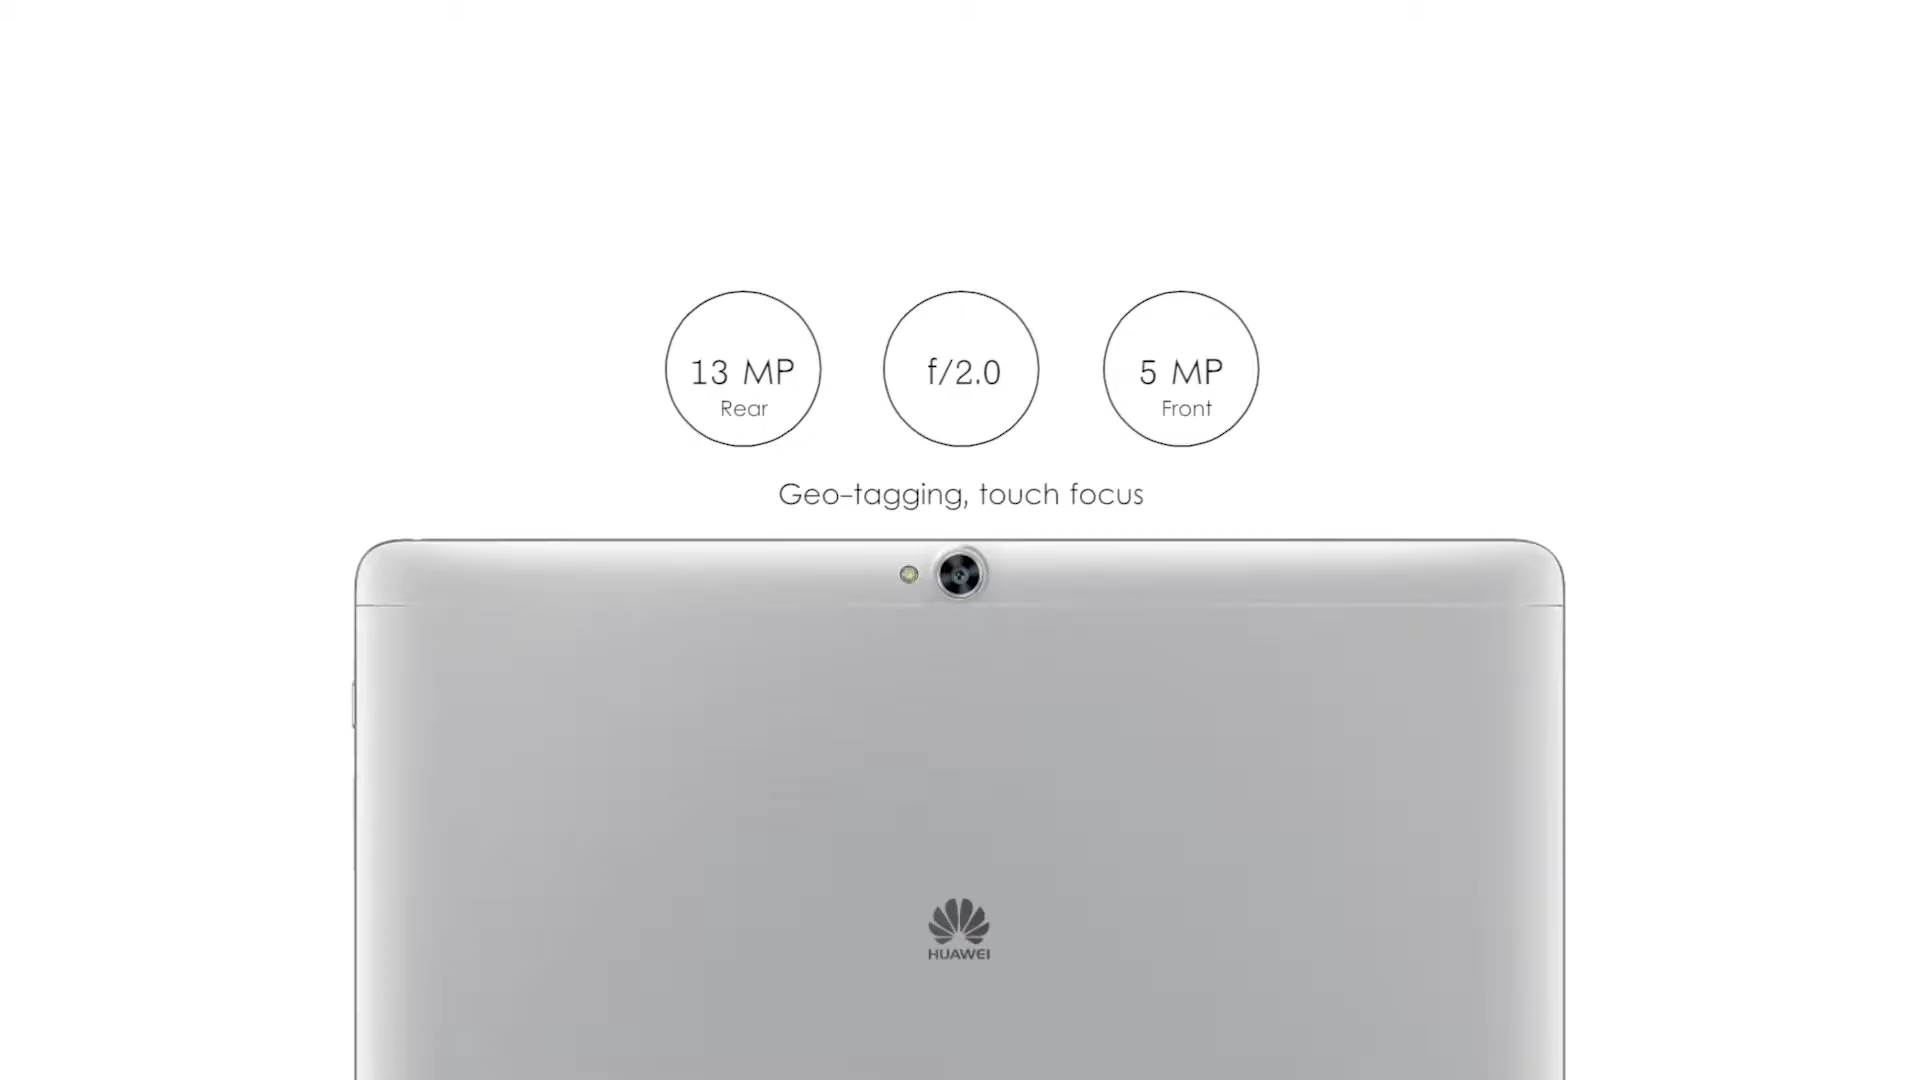 13 MP
Rear
f/2.0
5 MP
Front
Geo-tagging, touch focus
HUAWEI